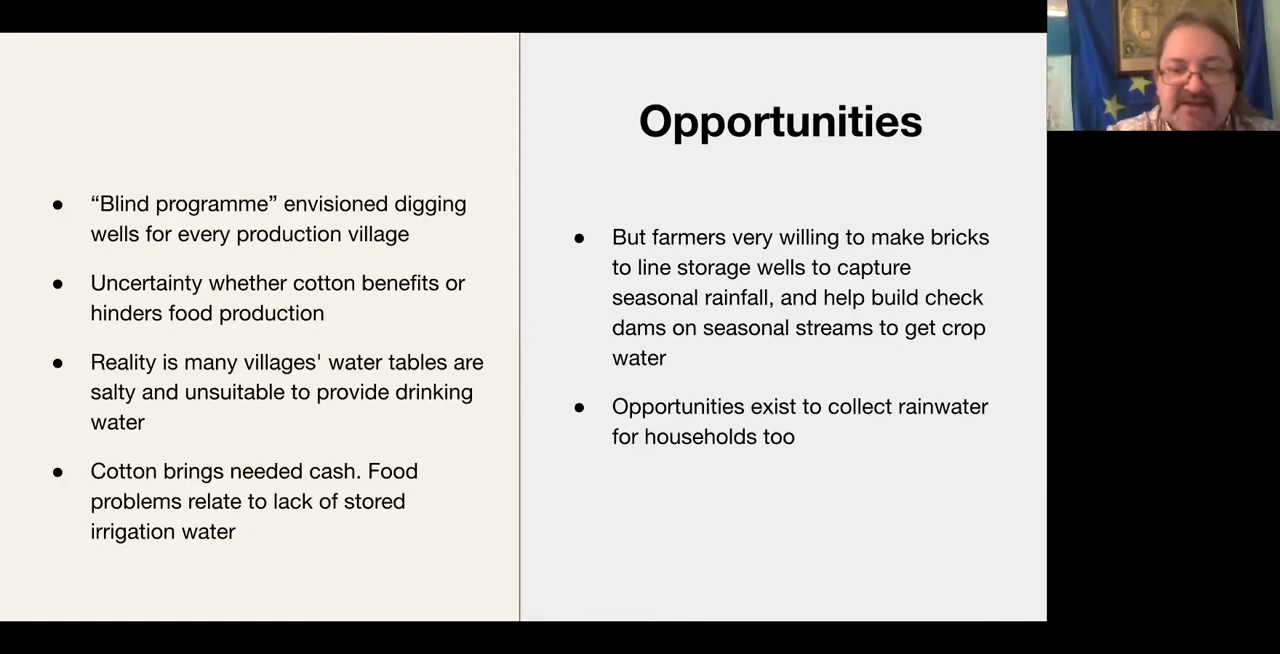 ● “Blind programme” envisioned digging
wells for every production village
● Uncertainty whether cotton benefits or
hinders food production
● Reality is many villages' water tables are
salty and unsuitable to provide drinking
water
● Cotton brings needed cash. Food
problems relate to lack of stored
irrigation water
Opportunities
● But farmers very willing to make bricks
to line storage wells to capture
seasonal rainfall, and help build check
dams on seasonal streams to get crop
water
● Opportunities exist to collect rainwater
for households too